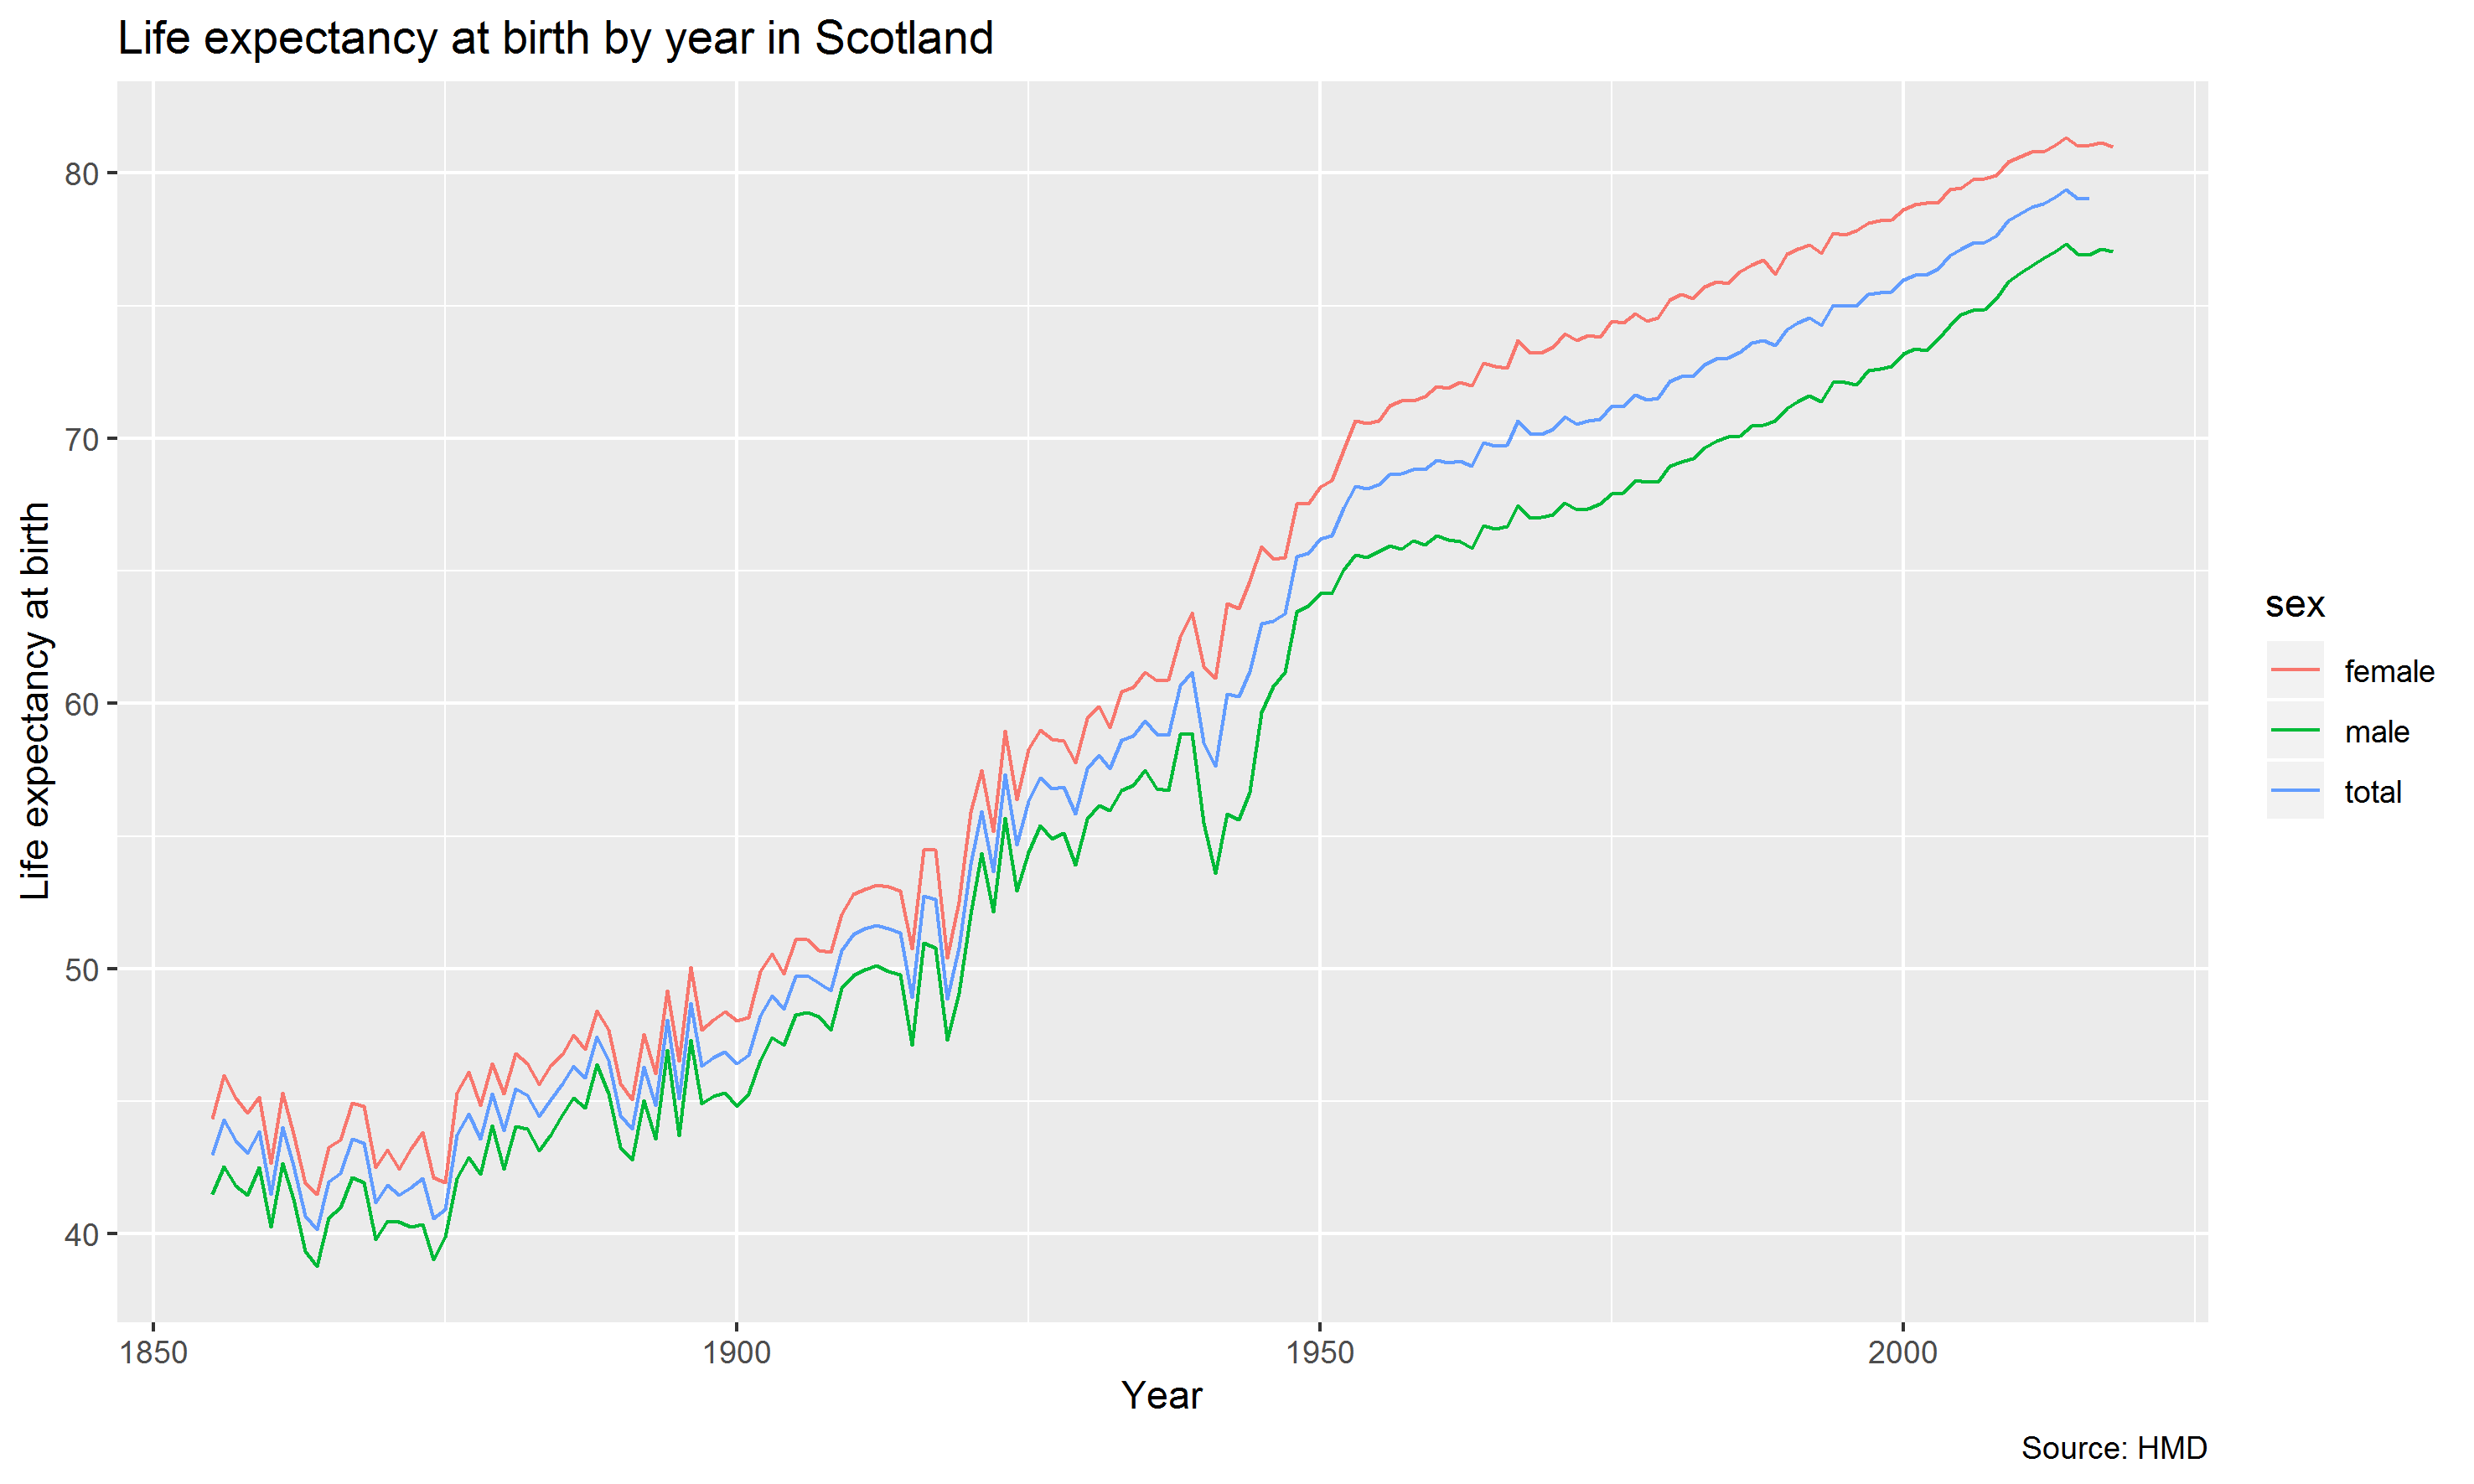 Life expectancy at birth by year in Scotland
Life expectancy at birth
80
70
60
50
40
1850
1900
1950
2000
Year
sex
female
male
total
Source: HMD